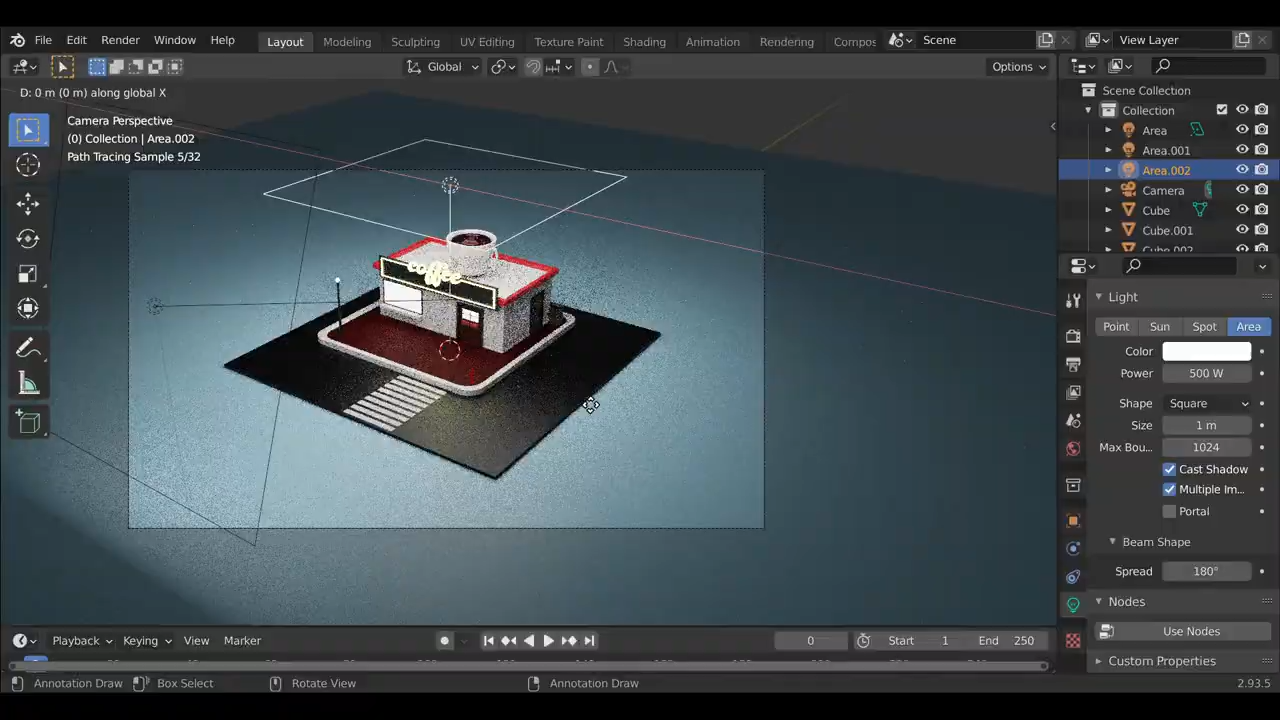 File Edit Render Window Help Layout Modeling Sculpting UV Editing Texture Paint Shading Animation Rendering Compos Scene View Layer
Global Options
D: 0 m (0 m) along global X
Camera Perspective
(0) Collection | Area.002
Path Tracing Sample 5/32
coffee
Scene Collection
Collection
Area
Area.001
Area.002
Camera
Cube
Cube.001
Cube.002
Light
Point Sun Spot Area
Color
Power 500 W
Shape Square
Size 1 m
Max Bou... 1024
Cast Shadow
Multiple Im...
Portal
Beam Shape
Spread 180°
Nodes
Use Nodes
Custom Properties
Playback Keying View Marker 0 Start 1 End 250
Annotation Draw Box Select Rotate View Annotation Draw 2.93.5